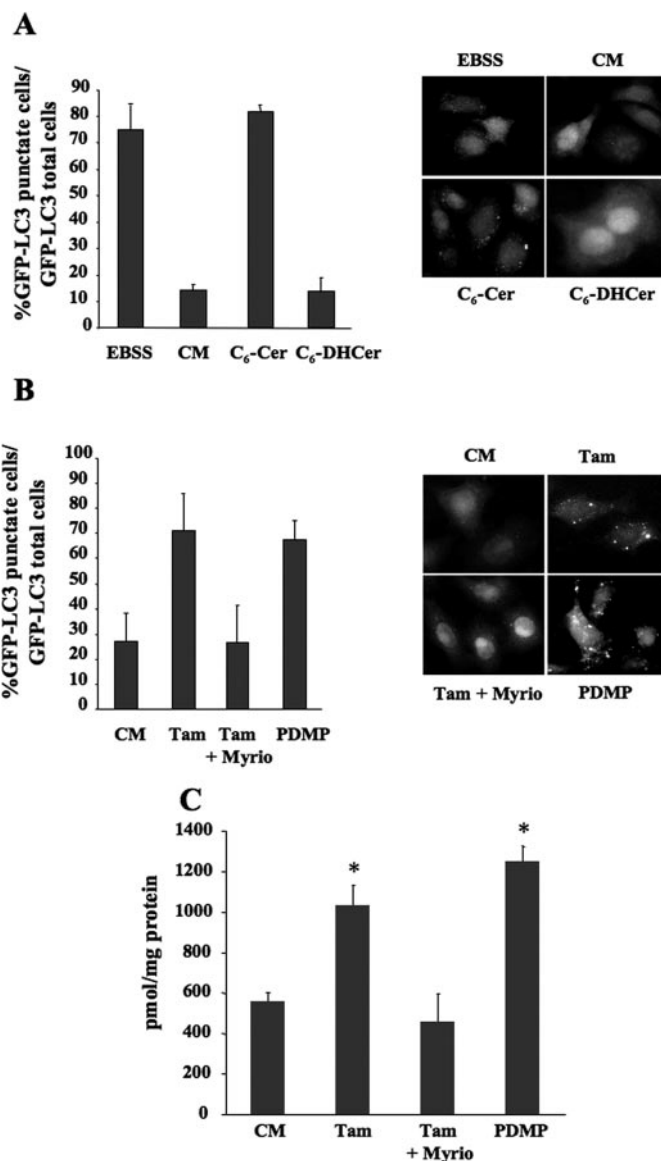 A
%GFP-LC3 punctate cells/
GFP-LC3 total cells
90
80
70
60
50
40
30
20
10
0
EBSS CM C₆-Cer C₆-DHCer
EBSS CM
C₆-Cer C₆-DHCer
B
%GFP-LC3 punctate cells/
GFP-LC3 total cells
100
90
80
70
60
50
40
30
20
10
0
CM Tam Tam PDMP
+ Myrio
CM Tam
Tam + Myrio PDMP
C
pmol/mg protein
1400
1200
1000
800
600
400
200
0
* *
CM Tam Tam PDMP
+ Myrio